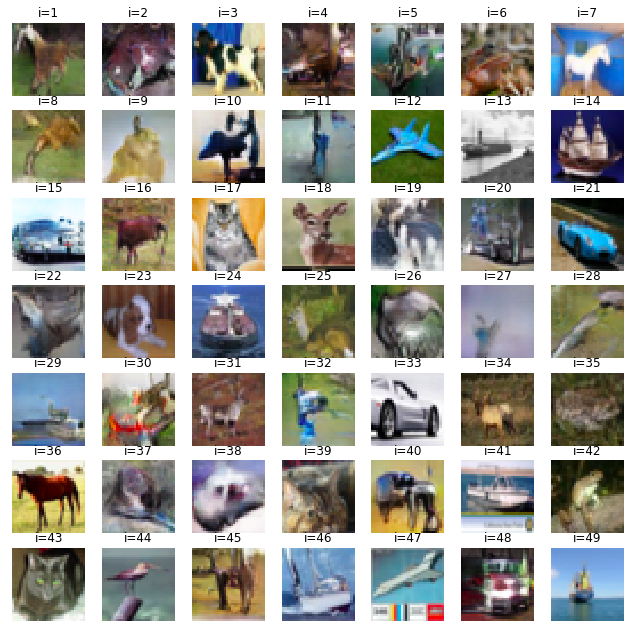 i=1 i=2 i=3 i=4 i=5 i=6 i=7
i=8 i=9 i=10 i=11 i=12 i=13 i=14
i=15 i=16 i=17 i=18 i=19 i=20 i=21
i=22 i=23 i=24 i=25 i=26 i=27 i=28
i=29 i=30 i=31 i=32 i=33 i=34 i=35
i=36 i=37 i=38 i=39 i=40 i=41 i=42
i=43 i=44 i=45 i=46 i=47 i=48 i=49